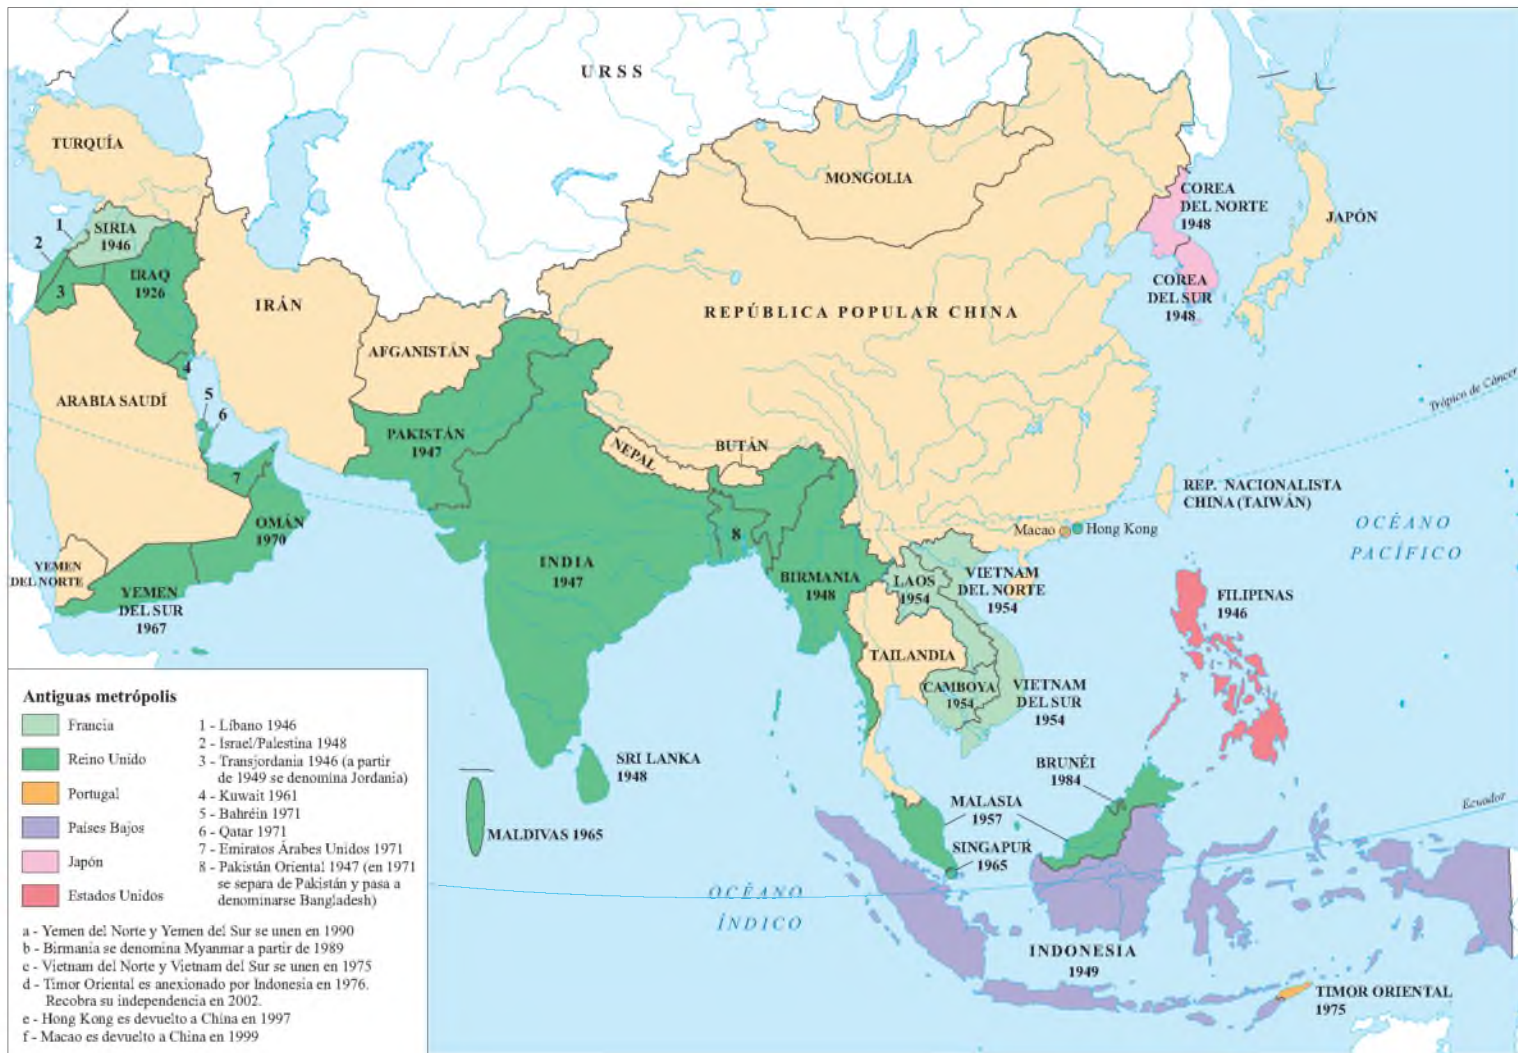 URSS
TURQUÍA
MONGOLIA
COREA
DEL NORTE
1948
JAPÓN
1
SIRIA
1946
2
IRAQ
1926
3
IRÁN
COREA
DEL SUR
1948
REPÚBLICA POPULAR CHINA
AFGANISTÁN
4
ARABIA SAUDÍ
5
6
Trópico de Cáncer
PAKISTÁN
1947
NEPAL
BUTÁN
7
REP. NACIONALISTA
CHINA (TAIWÁN)
OMÁN
1970
8
Macao
Hong Kong
OCÉANO
PACÍFICO
YEMEN
DEL NORTE
INDIA
1947
BIRMANIA
1948
LAOS
1954
VIETNAM
DEL NORTE
1954
YEMEN
DEL SUR
1967
FILIPINAS
1946
TAILANDIA
CAMBOYA
1954
VIETNAM
DEL SUR
1954
SRI LANKA
1948
BRUNÉI
1984
MALDIVAS 1965
MALASIA
1957
Ecuador
SINGAPUR
1965
OCÉANO
ÍNDICO
INDONESIA
1949
TIMOR ORIENTAL
1975
Antiguas metrópolis
Francia
Reino Unido
Portugal
Países Bajos
Japón
Estados Unidos
1 - Líbano 1946
2 - Israel/Palestina 1948
3 - Transjordania 1946 (a partir
de 1949 se denomina Jordania)
4 - Kuwait 1961
5 - Bahréin 1971
6 - Qatar 1971
7 - Emiratos Árabes Unidos 1971
8 - Pakistán Oriental 1947 (en 1971
se separa de Pakistán y pasa a
denominarse Bangladesh)
a - Yemen del Norte y Yemen del Sur se unen en 1990
b - Birmania se denomina Myanmar a partir de 1989
c - Vietnam del Norte y Vietnam del Sur se unen en 1975
d - Timor Oriental es anexionado por Indonesia en 1976.
Recobra su independencia en 2002.
e - Hong Kong es devuelto a China en 1997
f - Macao es devuelto a China en 1999